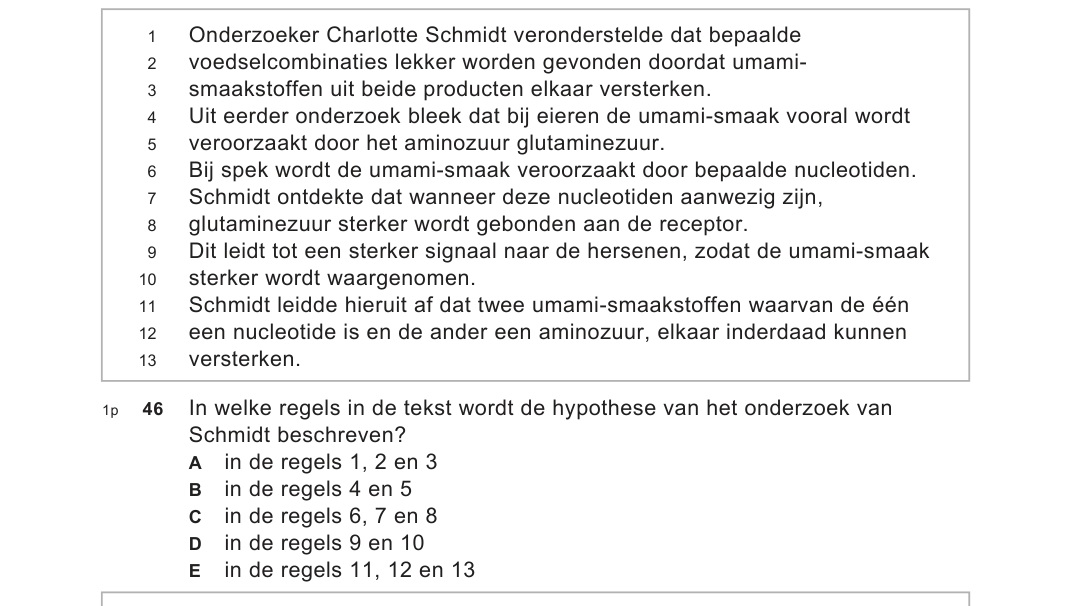 1 Onderzoeker Charlotte Schmidt veronderstelde dat bepaalde
2 voedselcombinaties lekker worden gevonden doordat umami-
3 smaakstoffen uit beide producten elkaar versterken.
4 Uit eerder onderzoek bleek dat bij eieren de umami-smaak vooral wordt
5 veroorzaakt door het aminozuur glutaminezuur.
6 Bij spek wordt de umami-smaak veroorzaakt door bepaalde nucleotiden.
7 Schmidt ontdekte dat wanneer deze nucleotiden aanwezig zijn,
8 glutaminezuur sterker wordt gebonden aan de receptor.
9 Dit leidt tot een sterker signaal naar de hersenen, zodat de umami-smaak
10 sterker wordt waargenomen.
11 Schmidt leidde hieruit af dat twee umami-smaakstoffen waarvan de één
12 een nucleotide is en de ander een aminozuur, elkaar inderdaad kunnen
13 versterken.
1p 46 In welke regels in de tekst wordt de hypothese van het onderzoek van
Schmidt beschreven?
A in de regels 1, 2 en 3
B in de regels 4 en 5
C in de regels 6, 7 en 8
D in de regels 9 en 10
E in de regels 11, 12 en 13